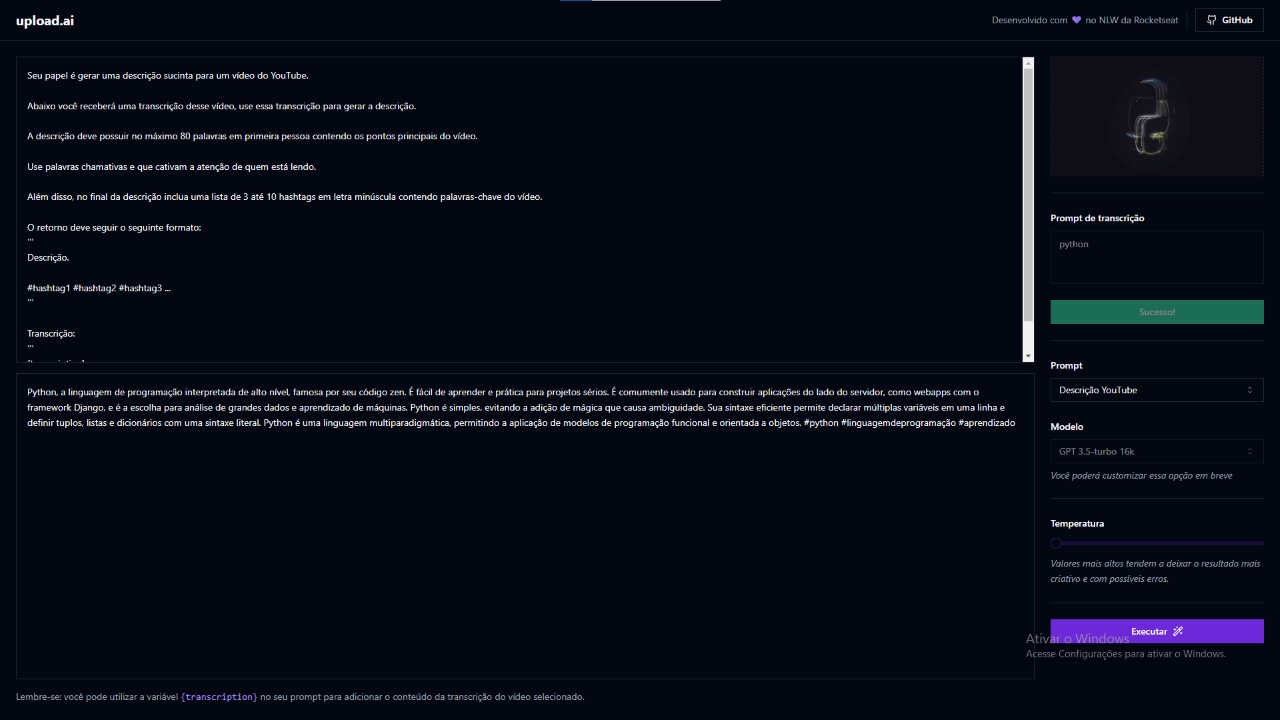 upload.ai
Desenvolvido com 💜 no NLW da Rocketseat
GitHub
Seu papel é gerar uma descrição sucinta para um vídeo do YouTube.
Abaixo você receberá uma transcrição desse vídeo, use essa transcrição para gerar a descrição.
A descrição deve possuir no máximo 80 palavras em primeira pessoa contendo os pontos principais do vídeo.
Use palavras chamativas e que cativam a atenção de quem está lendo.
Além disso, no final da descrição inclua uma lista de 3 até 10 hashtags em letra minúscula contendo palavras-chave do vídeo.
O retorno deve seguir o seguinte formato:
'''
Descrição.
#hashtag1 #hashtag2 #hashtag3 ...
'''
Transcrição:
'''
Python, a linguagem de programação interpretada de alto nível, famosa por seu código zen. É fácil de aprender e prática para projetos sérios. É comumente usado para construir aplicações do lado do servidor, como webapps com o
framework Django, e é a escolha para análise de grandes dados e aprendizado de máquinas. Python é simples, evitando a adição de mágica que causa ambiguidade. Sua sintaxe eficiente permite declarar múltiplas variáveis em uma linha e
definir tuplos, listas e dicionários com uma sintaxe literal. Python é uma linguagem multiparadigmática, permitindo a aplicação de modelos de programação funcional e orientada a objetos. #python #linguagemdeprogramação #aprendizado
Lembre-se: você pode utilizar a variável {transcription} no seu prompt para adicionar o conteúdo da transcrição do vídeo selecionado.
Prompt de transcrição
python
Sucesso!
Prompt
Descrição YouTube
Modelo
GPT 3.5-turbo 16k
Você poderá customizar essa opção em breve
Temperatura
Valores mais altos tendem a deixar o resultado mais
criativo e com possíveis erros.
Executar
Ativar o Windows
Acesse Configurações para ativar o Windows.